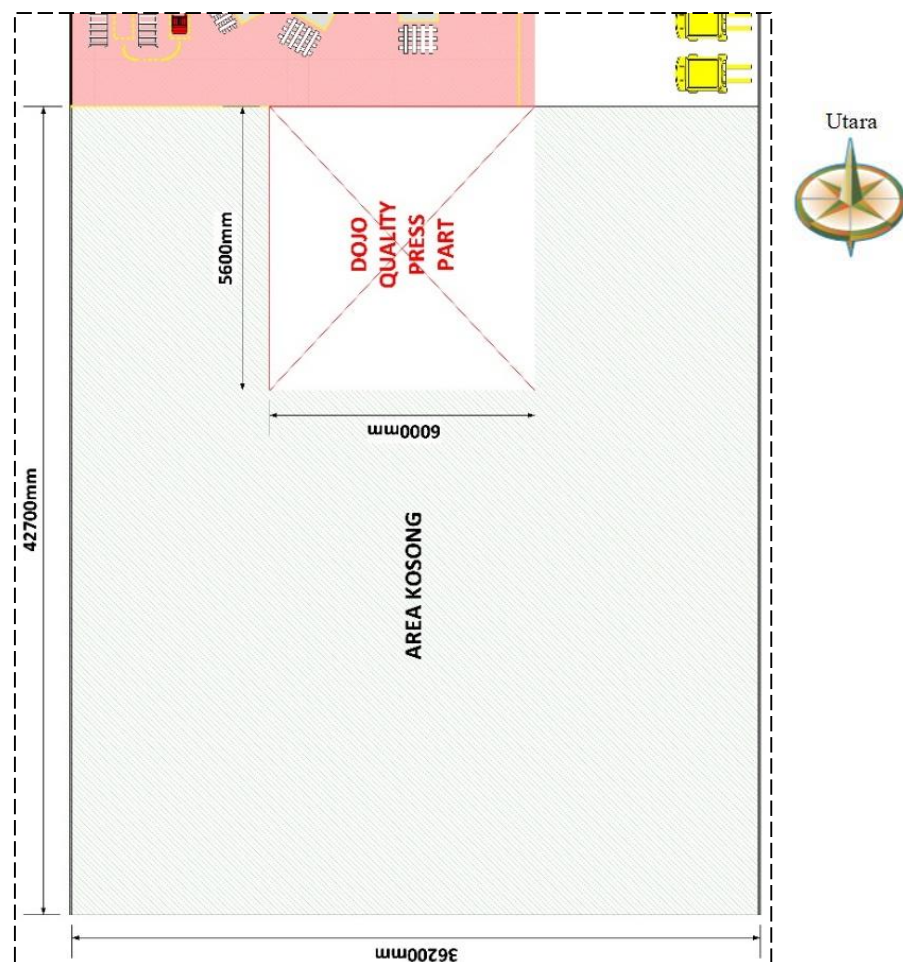 Utara
DOJO
QUALITY
PRESS
PART
5600mm
6000mm
42700mm
AREA KOSONG
36200mm